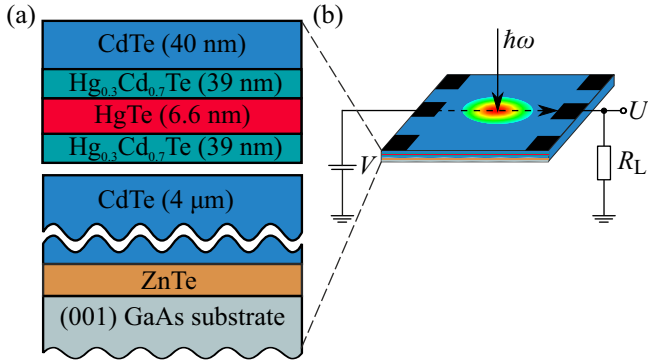 (a)
CdTe (40 nm)
Hg0.3Cd0.7Te (39 nm)
HgTe (6.6 nm)
Hg0.3Cd0.7Te (39 nm)
CdTe (4 μm)
ZnTe
(001) GaAs substrate
(b)
ℏω
U
V
RL